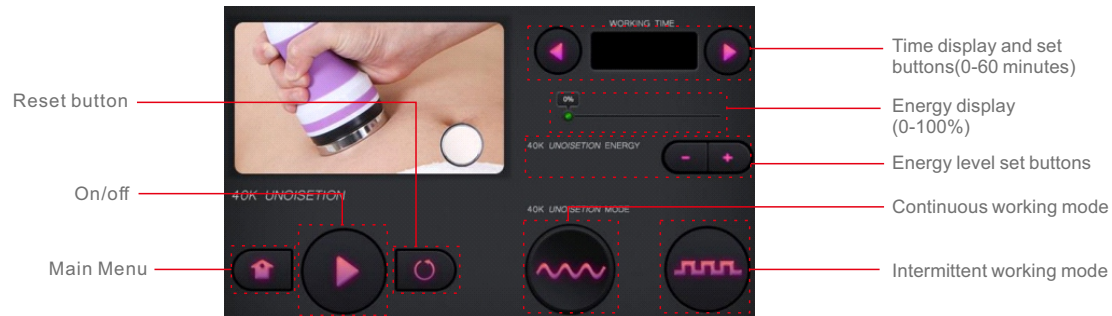 WORKING TIME
Time display and set
buttons(0-60 minutes)
Reset button
0%
Energy display
(0-100%)
40K UNOISETION ENERGY
- +
Energy level set buttons
On/off
40K UNOISETION
Continuous working mode
40K UNOISETION MODE
Main Menu
Intermittent working mode